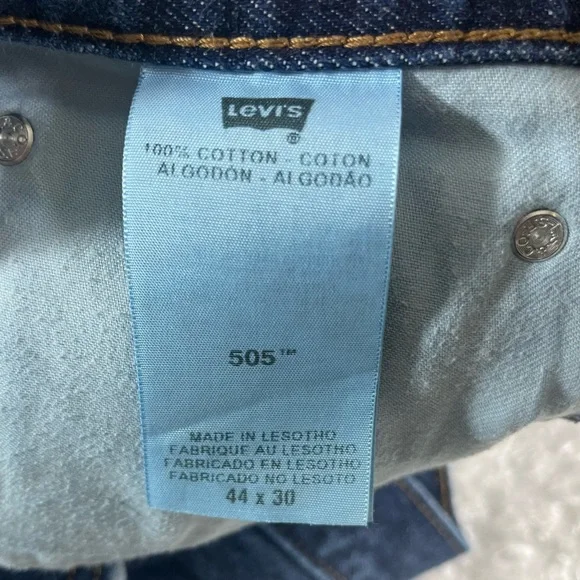 Levi's
®
100% COTTON - COTON
ALGODÓN - ALGODÃO
505™
MADE IN LESOTHO
FABRIQUE AU LESOTHO
FABRICADO EN LESOTHO
FABRICADO NO LESOTO
44 x 30